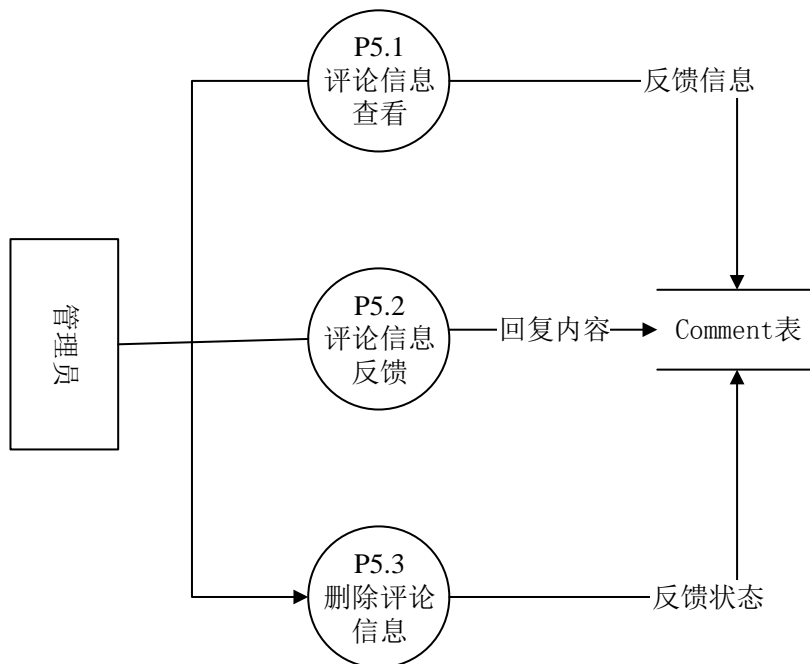 P5.1
评论信息
查看
反馈信息
管理员
P5.2
评论信息
反馈
回复内容
Comment表
P5.3
删除评论
信息
反馈状态